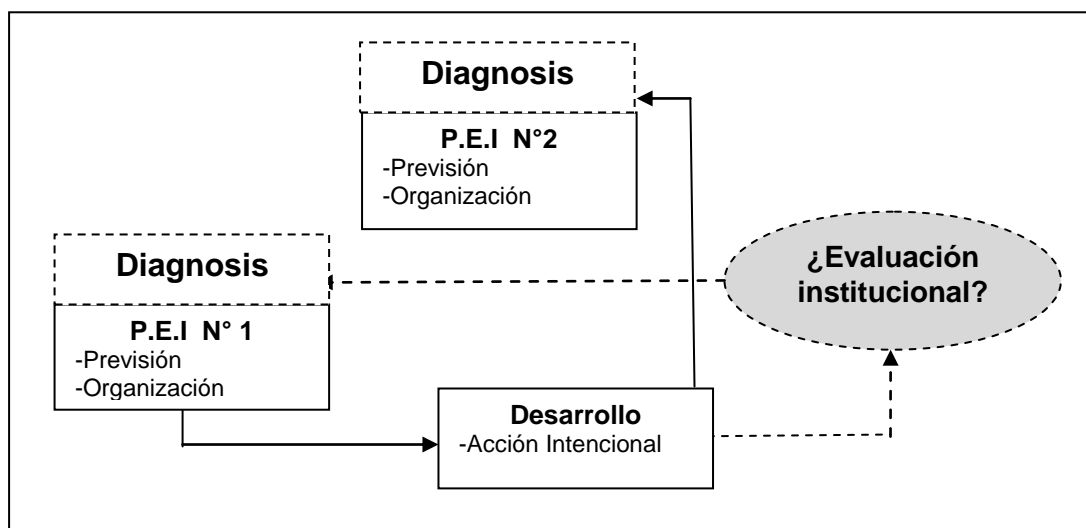 Diagnosis
P.E.I N°2
-Previsión
-Organización
Diagnosis
P.E.I N° 1
-Previsión
-Organización
¿Evaluación
institucional?
Desarrollo
-Acción Intencional